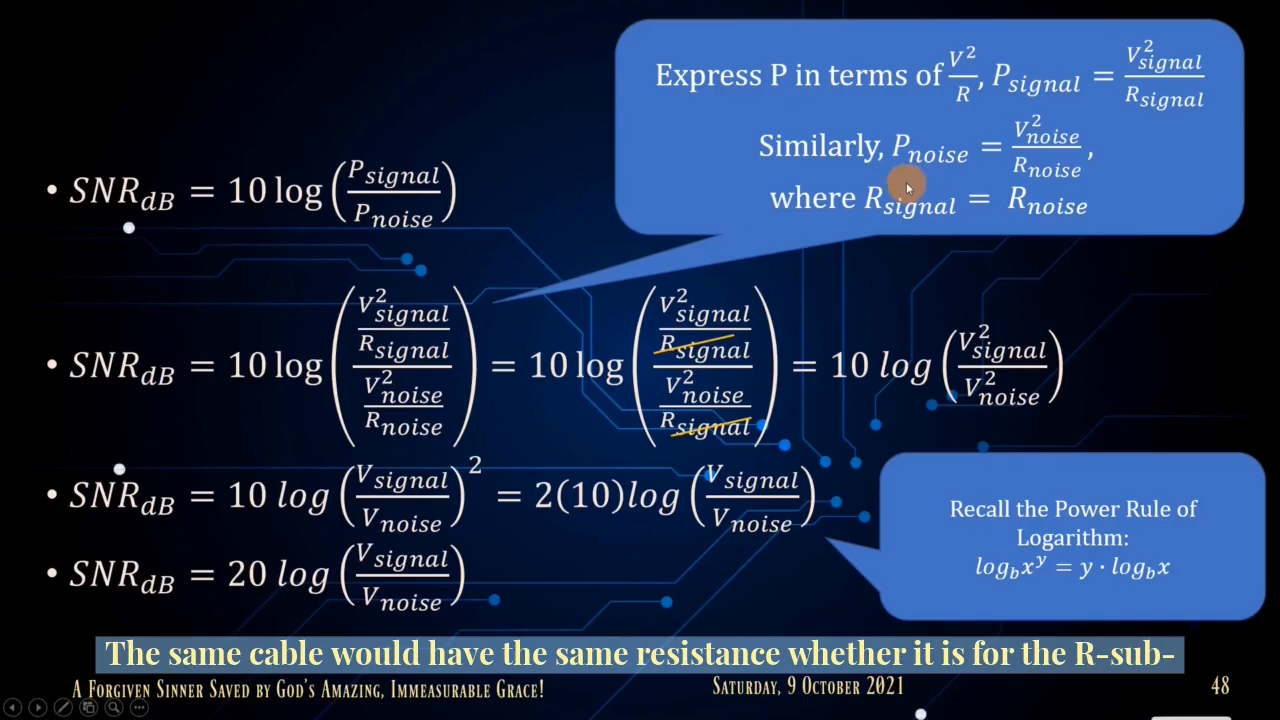 Express P in terms of V²/R, P_signal = V²_signal/R_signal
Similarly, P_noise = V²_noise/R_noise,
where R_signal = R_noise
• SNR_dB = 10 log(P_signal/P_noise)
• SNR_dB = 10 log((V²_signal/R_signal)/(V²_noise/R_noise)) = 10 log((V²_signal/R_signal)/(V²_noise/R_signal)) = 10 log(V²_signal/V²_noise)
• SNR_dB = 10 log(V_signal/V_noise)² = 2(10)log(V_signal/V_noise)
• SNR_dB = 20 log(V_signal/V_noise)
Recall the Power Rule of
Logarithm:
log_b x^y = y · log_b x
The same cable would have the same resistance whether it is for the R-sub-
A Forgiven Sinner Saved by God's Amazing, Immeasurable Grace!
Saturday, 9 October 2021
48